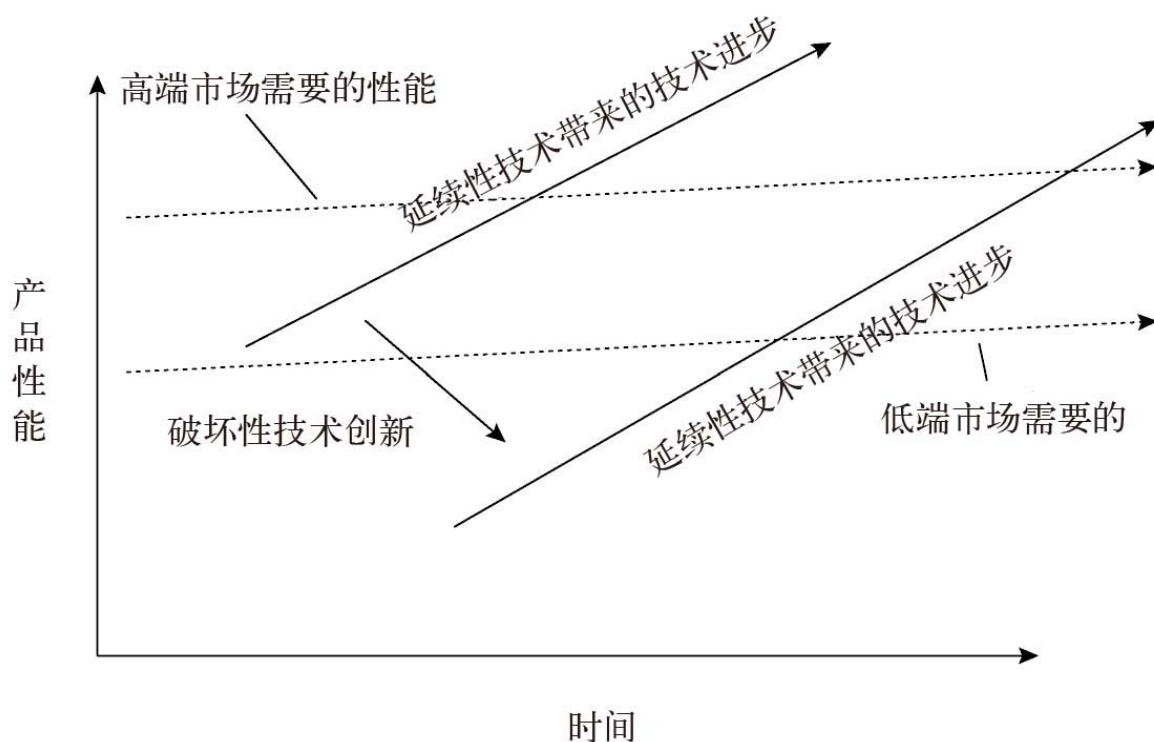 高端市场需要的性能
延续性技术带来的技术进步
产品性能
破坏性技术创新
延续性技术带来的技术进步
低端市场需要的
时间